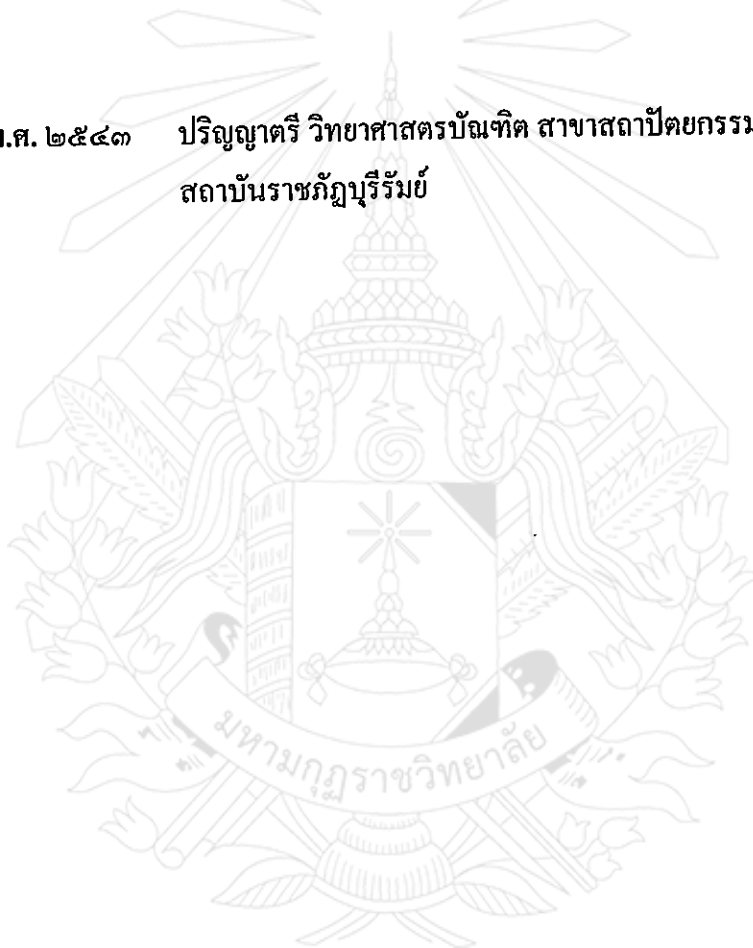 พ.ศ. ๒๕๔๓ ปริญญาตรี วิทยาศาสตรบัณฑิต สาขาสถาปัตยกรรม
สถาบันราชภัฏบุรีรัมย์
มหามกุฏราชวิทยาลัย